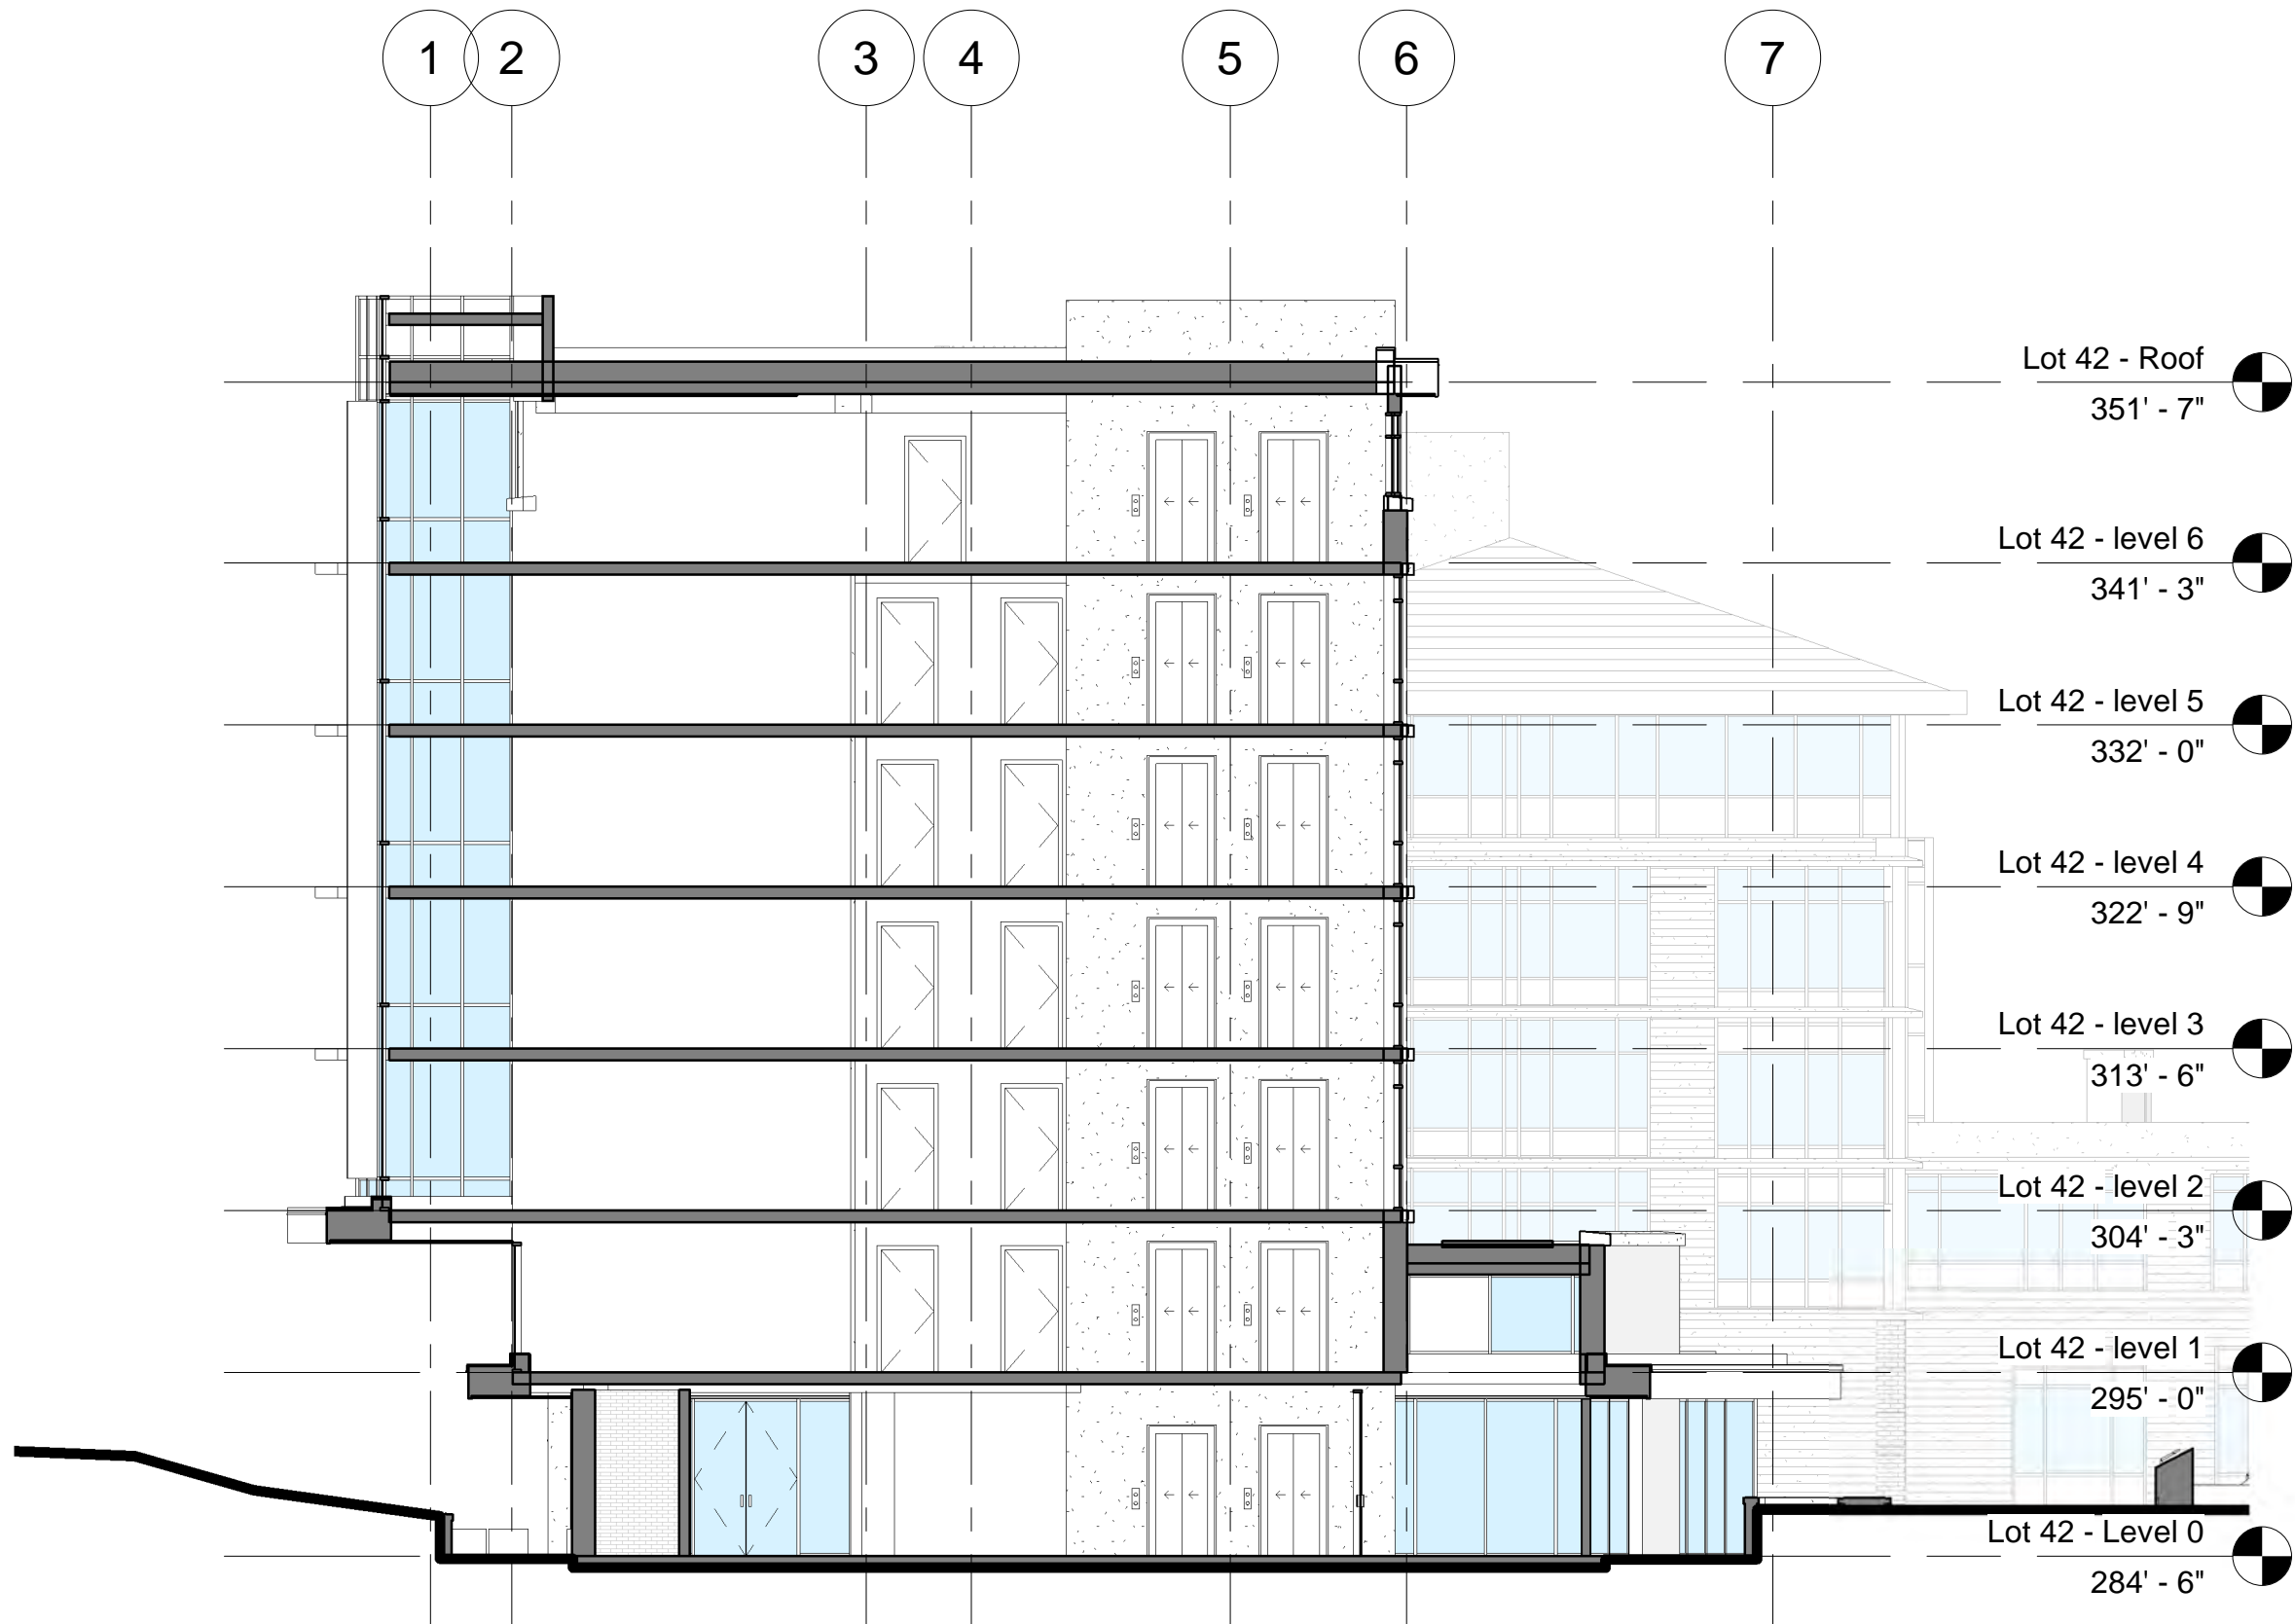 1 2 3 4 5 6 7
Lot 42 - Roof
351' - 7"
Lot 42 - level 6
341' - 3"
Lot 42 - level 5
332' - 0"
Lot 42 - level 4
322' - 9"
Lot 42 - level 3
313' - 6"
Lot 42 - level 2
304' - 3"
Lot 42 - level 1
295' - 0"
Lot 42 - Level 0
284' - 6"